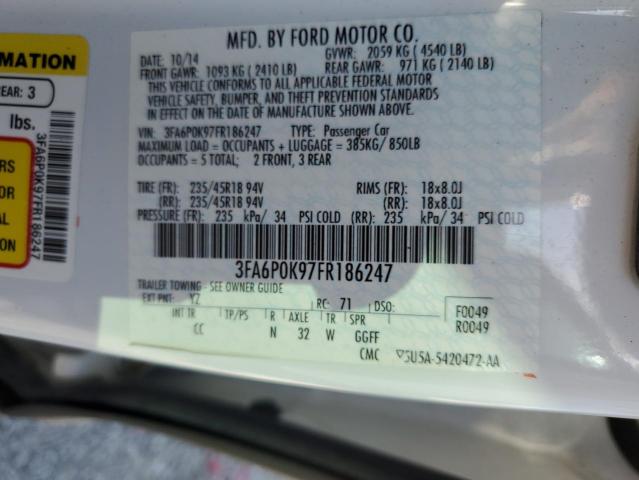 MFD. BY FORD MOTOR CO.
DATE: 10/14 GVWR: 2059 KG ( 4540 LB)
FRONT GAWR: 1093 KG ( 2410 LB) REAR GAWR: 971 KG ( 2140 LB)
THIS VEHICLE CONFORMS TO ALL APPLICABLE FEDERAL MOTOR
VEHICLE SAFETY, BUMPER, AND THEFT PREVENTION STANDARDS
IN EFFECT ON THE DATE OF MANUFACTURE SHOWN ABOVE.
VIN: 3FA6P0K97FR186247 TYPE: Passenger Car
MAXIMUM LOAD = OCCUPANTS + LUGGAGE = 385KG/ 850LB
OCCUPANTS = 5 TOTAL; 2 FRONT, 3 REAR
TIRE (FR): 235/45R18 94V RIMS (FR): 18x8.0J
(RR): 235/45R18 94V (RR): 18x8.0J
PRESSURE (FR): 235 kPa/ 34 PSI COLD (RR): 235 kPa/ 34 PSI COLD
3FA6P0K97FR186247
TRAILER TOWING - SEE OWNER GUIDE
EXT PNT: YZ RC: 71 DSO:
F0049
R0049
INT TR TP/PS R AXLE TR SPR
CC N 32 W GGFF
CMC 5U5A-5420472-AA
MATION
REAR: 3
lbs.
3FA6P0K97FR186247